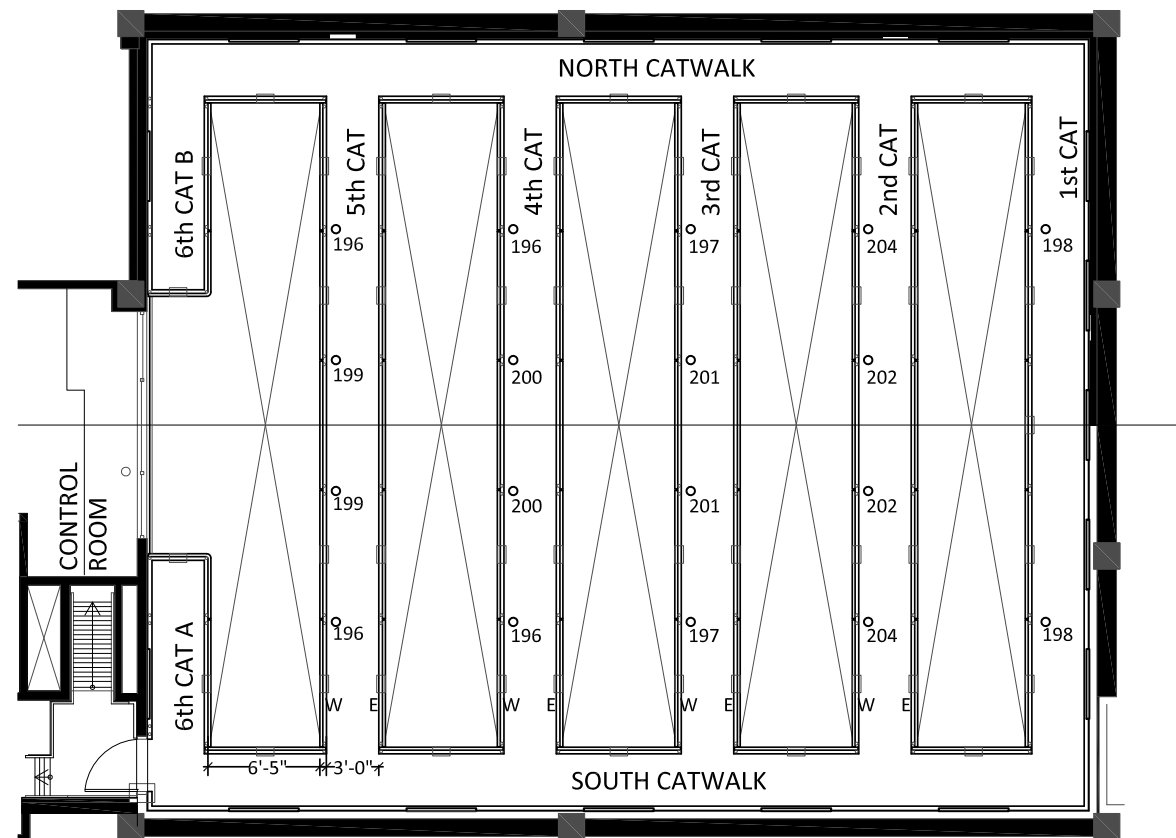 NORTH CATWALK
6th CAT B
5th CAT
4th CAT
3rd CAT
2nd CAT
1st CAT
196
196
197
204
198
199
200
201
202
CONTROL
ROOM
199
200
201
202
6th CAT A
196
196
197
204
198
W
E
W
E
W
E
W
E
6'-5"
3'-0"
SOUTH CATWALK